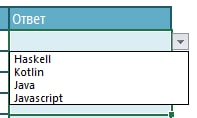 Ответ
Haskell
Kotlin
Java
Javascript